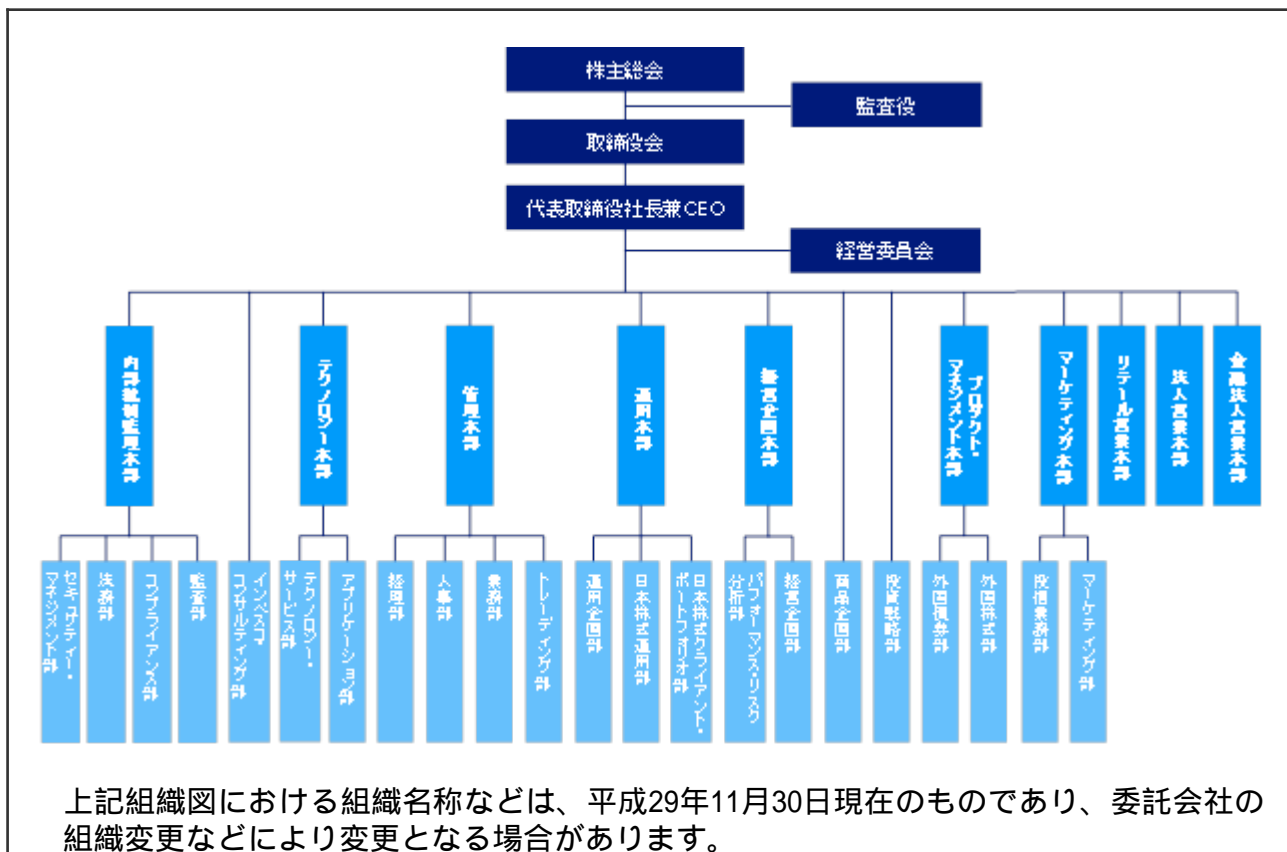 株主総会
監査役
取締役会
代表取締役社長兼CEO
経営委員会
内部統制監理本部
テクノロジー本部
管理本部
運用本部
経営企画本部
プロダクト・
マネジメント本部
マーケティング本部
リテール営業本部
法人営業本部
金融法人営業本部
セキュリティー・
マネジメント部
法務部
コンプライアンス部
監査部
インベスコ・
コンサルティング部
テクノロジー・
サービス部
アプリケーション部
経理部
人事部
業務部
トレーディング部
運用企画部
日本株式運用部
日本株式クライアント・
ポートフォリオ部
パフォーマンス・リスク
分析部
経営企画部
商品企画部
投資戦略部
外国債券部
外国株式部
投信業務部
マーケティング部
上記組織図における組織名称などは、平成29年11月30日現在のものであり、委託会社の
組織変更などにより変更となる場合があります。